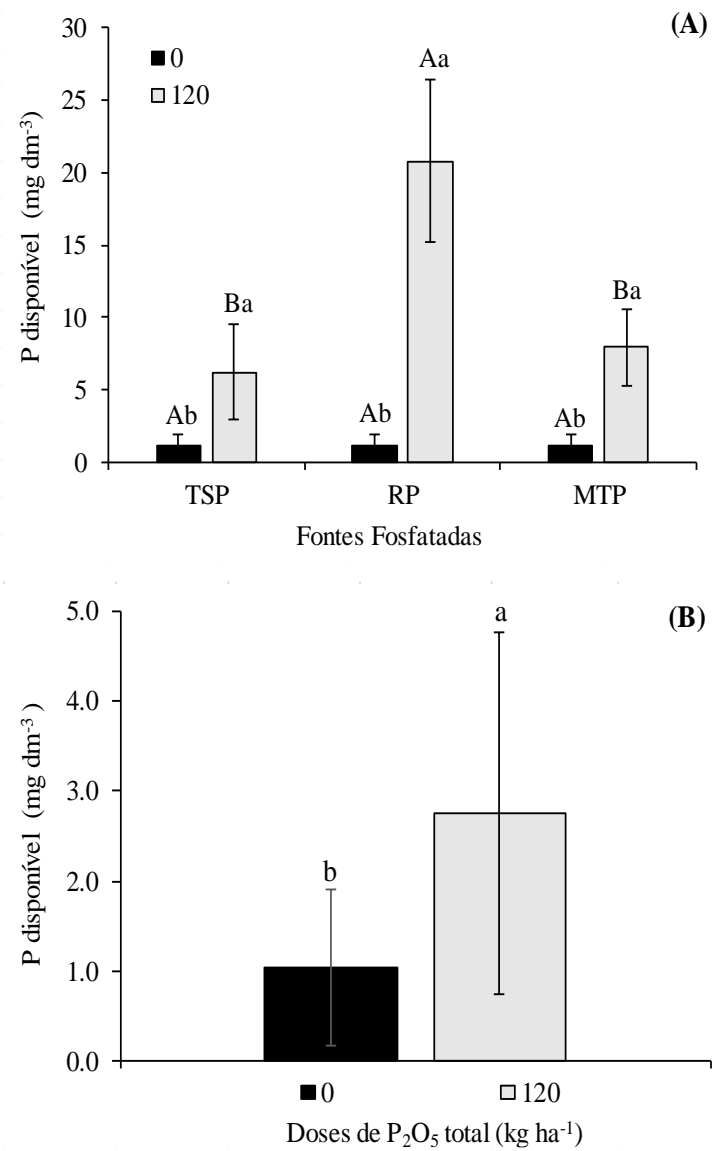 (A)
P disponível (mg dm-3)
30
25
20
15
10
5
0
0
120
Ab
Ba
Ab
Aa
Ab
Ba
TSP RP MTP
Fontes Fosfatadas
(B)
P disponível (mg dm-3)
5.0
4.0
3.0
2.0
1.0
0.0
b
a
0 120
Doses de P2O5 total (kg ha-1)